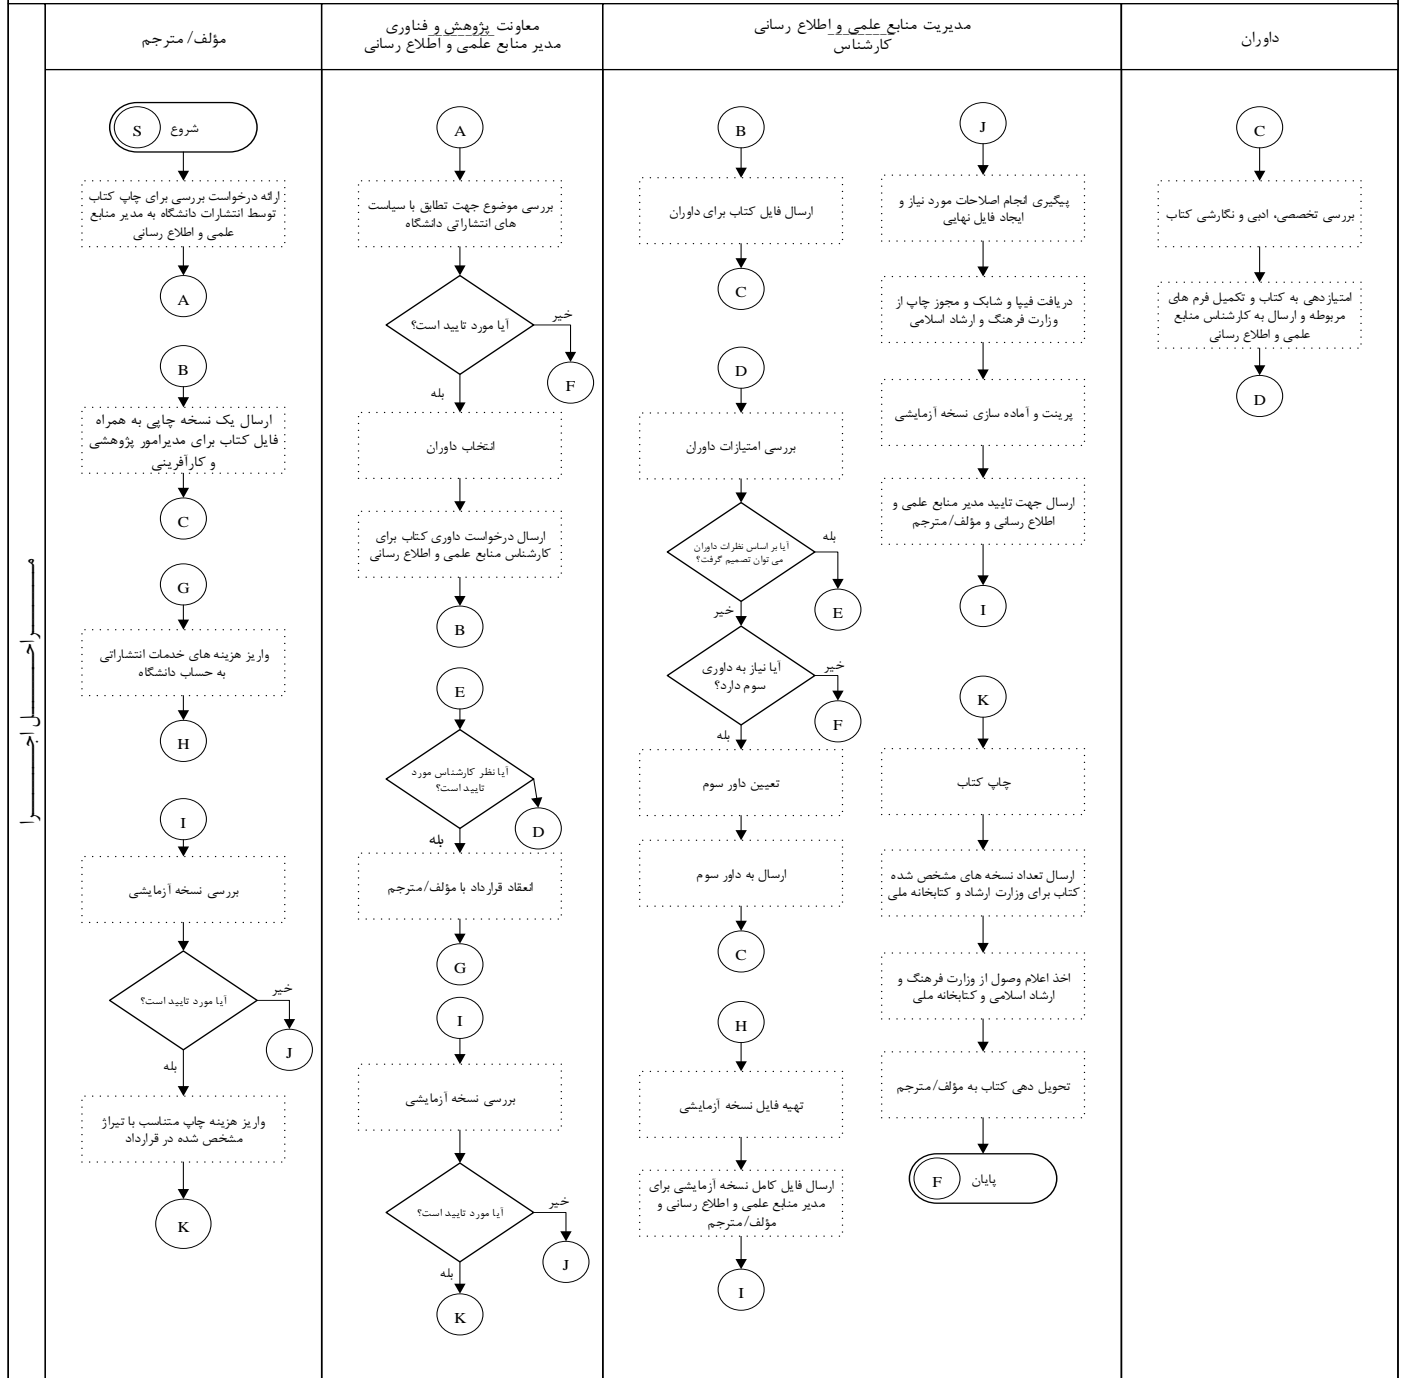 مؤلف/ مترجم
معاونت پژوهش و فناوری
مدیر منابع علمی و اطلاع رسانی
مدیریت منابع علمی و اطلاع رسانی
کارشناس
داوران
مراحل اجرا
شروع
S
ارائه درخواست بررسی برای چاپ کتاب
توسط انتشارات دانشگاه به مدیر منابع
علمی و اطلاع رسانی
A
B
ارسال یک نسخه چاپی به همراه
فایل کتاب برای مدیرامور پژوهشی
و کارآفرینی
C
G
واریز هزینه های خدمات انتشاراتی
به حساب دانشگاه
H
I
بررسی نسخه آزمایشی
آیا مورد تایید است؟
خیر
J
بله
واریز هزینه چاپ متناسب با تیراژ
مشخص شده در قرارداد
K
A
بررسی موضوع جهت تطابق با سیاست
های انتشاراتی دانشگاه
آیا مورد تایید است؟
خیر
F
بله
انتخاب داوران
ارسال درخواست داوری کتاب برای
کارشناس منابع علمی و اطلاع رسانی
B
E
آیا نظر کارشناس مورد
تایید است؟
D
بله
انعقاد قرارداد با مؤلف/مترجم
G
I
بررسی نسخه آزمایشی
آیا مورد تایید است؟
خیر
J
بله
K
B
ارسال فایل کتاب برای داوران
C
D
بررسی امتیازات داوران
آیا بر اساس نظرات داوران
می توان تصمیم گرفت؟
بله
E
خیر
آیا نیاز به داوری
سوم دارد؟
خیر
F
بله
تعیین داور سوم
ارسال به داور سوم
C
H
تهیه فایل نسخه آزمایشی
ارسال فایل کامل نسخه آزمایشی برای
مدیر منابع علمی و اطلاع رسانی و
مؤلف/مترجم
I
J
پیگیری انجام اصلاحات مورد نیاز و
ایجاد فایل نهایی
دریافت فیپا و شابک و مجوز چاپ از
وزارت فرهنگ و ارشاد اسلامی
پرینت و آماده سازی نسخه آزمایشی
ارسال جهت تایید مدیر منابع علمی و
اطلاع رسانی و مؤلف/مترجم
I
K
چاپ کتاب
ارسال تعداد نسخه های مشخص شده
کتاب برای وزارت ارشاد و کتابخانه ملی
اخذ اعلام وصول از وزارت فرهنگ و
ارشاد اسلامی و کتابخانه ملی
تحویل دهی کتاب به مؤلف/مترجم
پایان
F
C
بررسی تخصصی، ادبی و نگارشی کتاب
امتیازدهی به کتاب و تکمیل فرم های
مربوطه و ارسال به کارشناس منابع
علمی و اطلاع رسانی
D